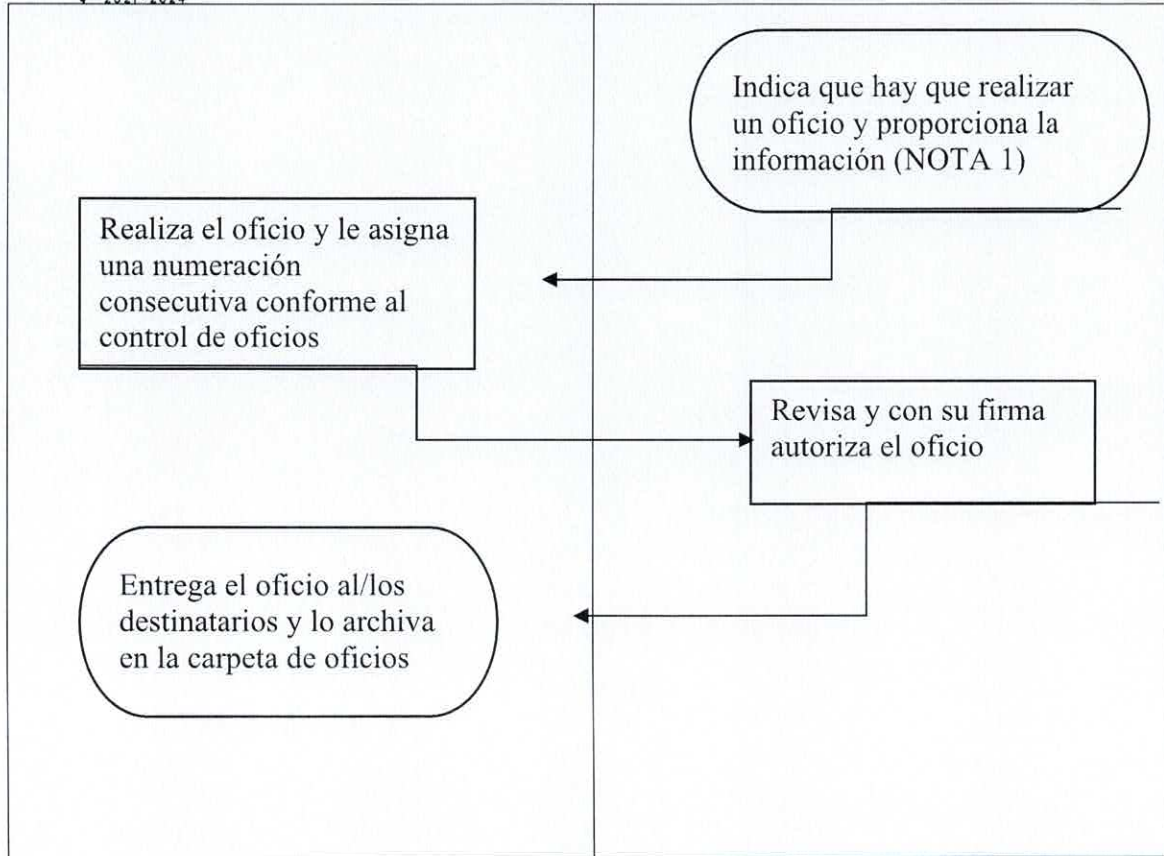 Indica que hay que realizar
un oficio y proporciona la
información (NOTA 1)
Realiza el oficio y le asigna
una numeración
consecutiva conforme al
control de oficios
Revisa y con su firma
autoriza el oficio
Entrega el oficio al/los
destinatarios y lo archiva
en la carpeta de oficios